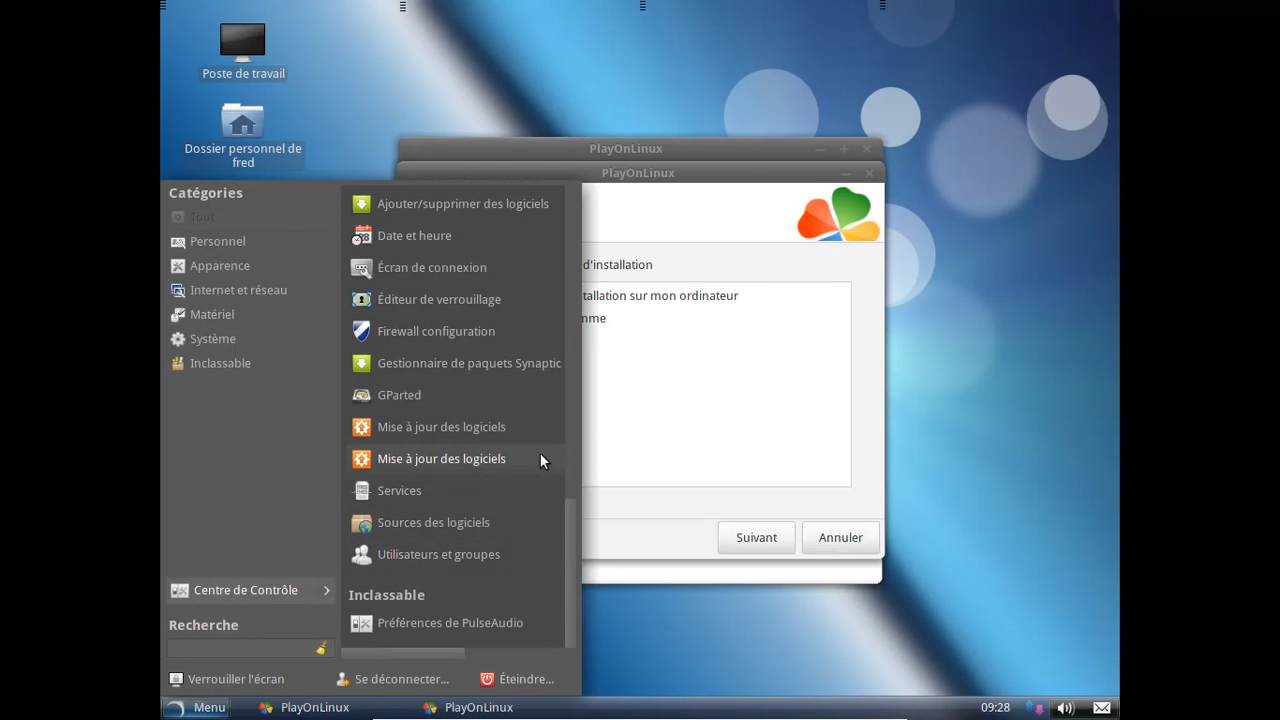 Poste de travail
Dossier personnel de
fred
PlayOnLinux
PlayOnLinux
d'installation
tallation sur mon ordinateur
mme
Suivant
Annuler
Catégories
Tout
Personnel
Apparence
Internet et réseau
Matériel
Système
Inclassable
Centre de Contrôle
Recherche
Ajouter/supprimer des logiciels
Date et heure
Écran de connexion
Éditeur de verrouillage
Firewall configuration
Gestionnaire de paquets Synaptic
GParted
Mise à jour des logiciels
Mise à jour des logiciels
Services
Sources des logiciels
Utilisateurs et groupes
Inclassable
Préférences de PulseAudio
Verrouiller l'écran
Se déconnecter...
Éteindre...
Menu
PlayOnLinux
PlayOnLinux
09:28